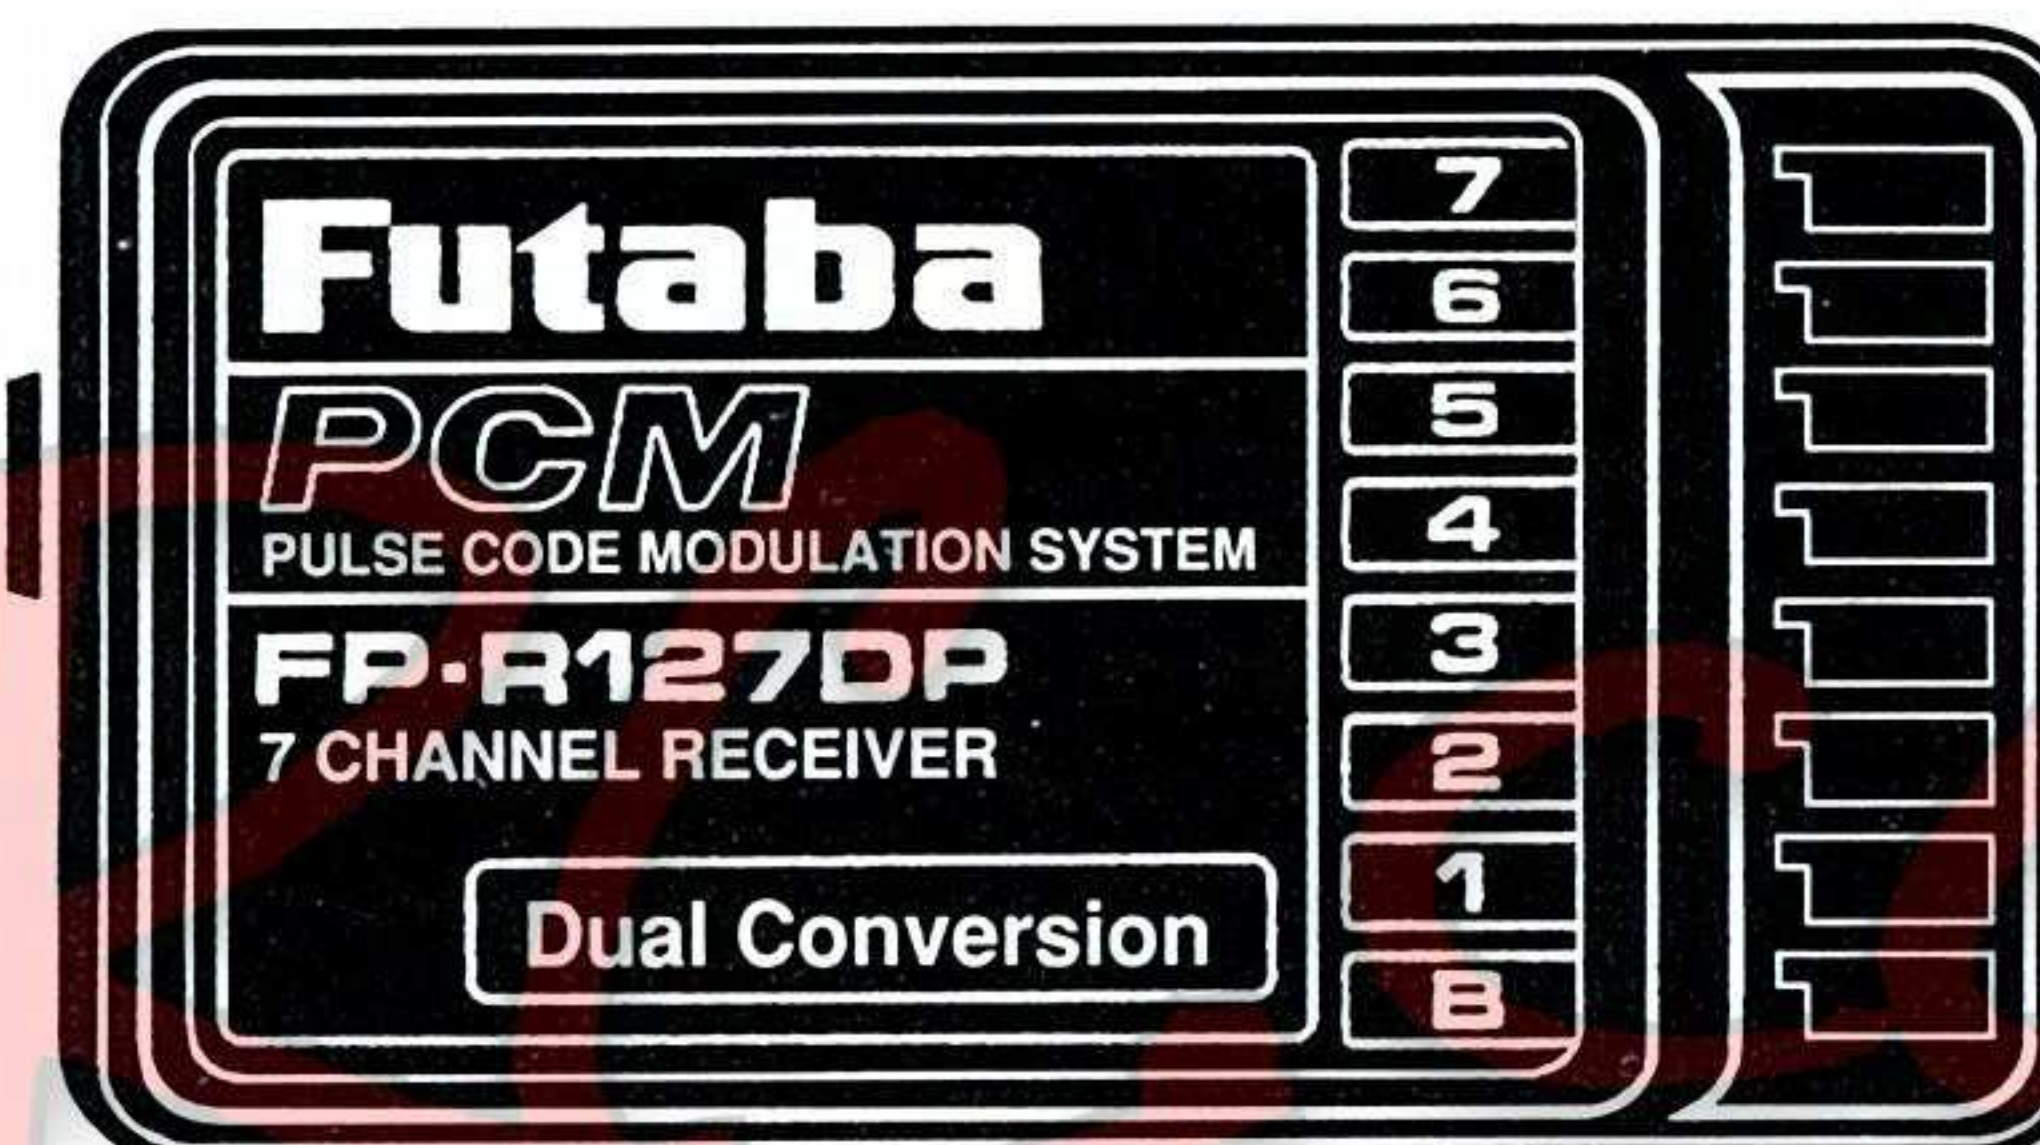 Futaba
PCM
PULSE CODE MODULATION SYSTEM
FP-R127DP
7 CHANNEL RECEIVER
Dual Conversion
7
6
5
4
3
2
1
B